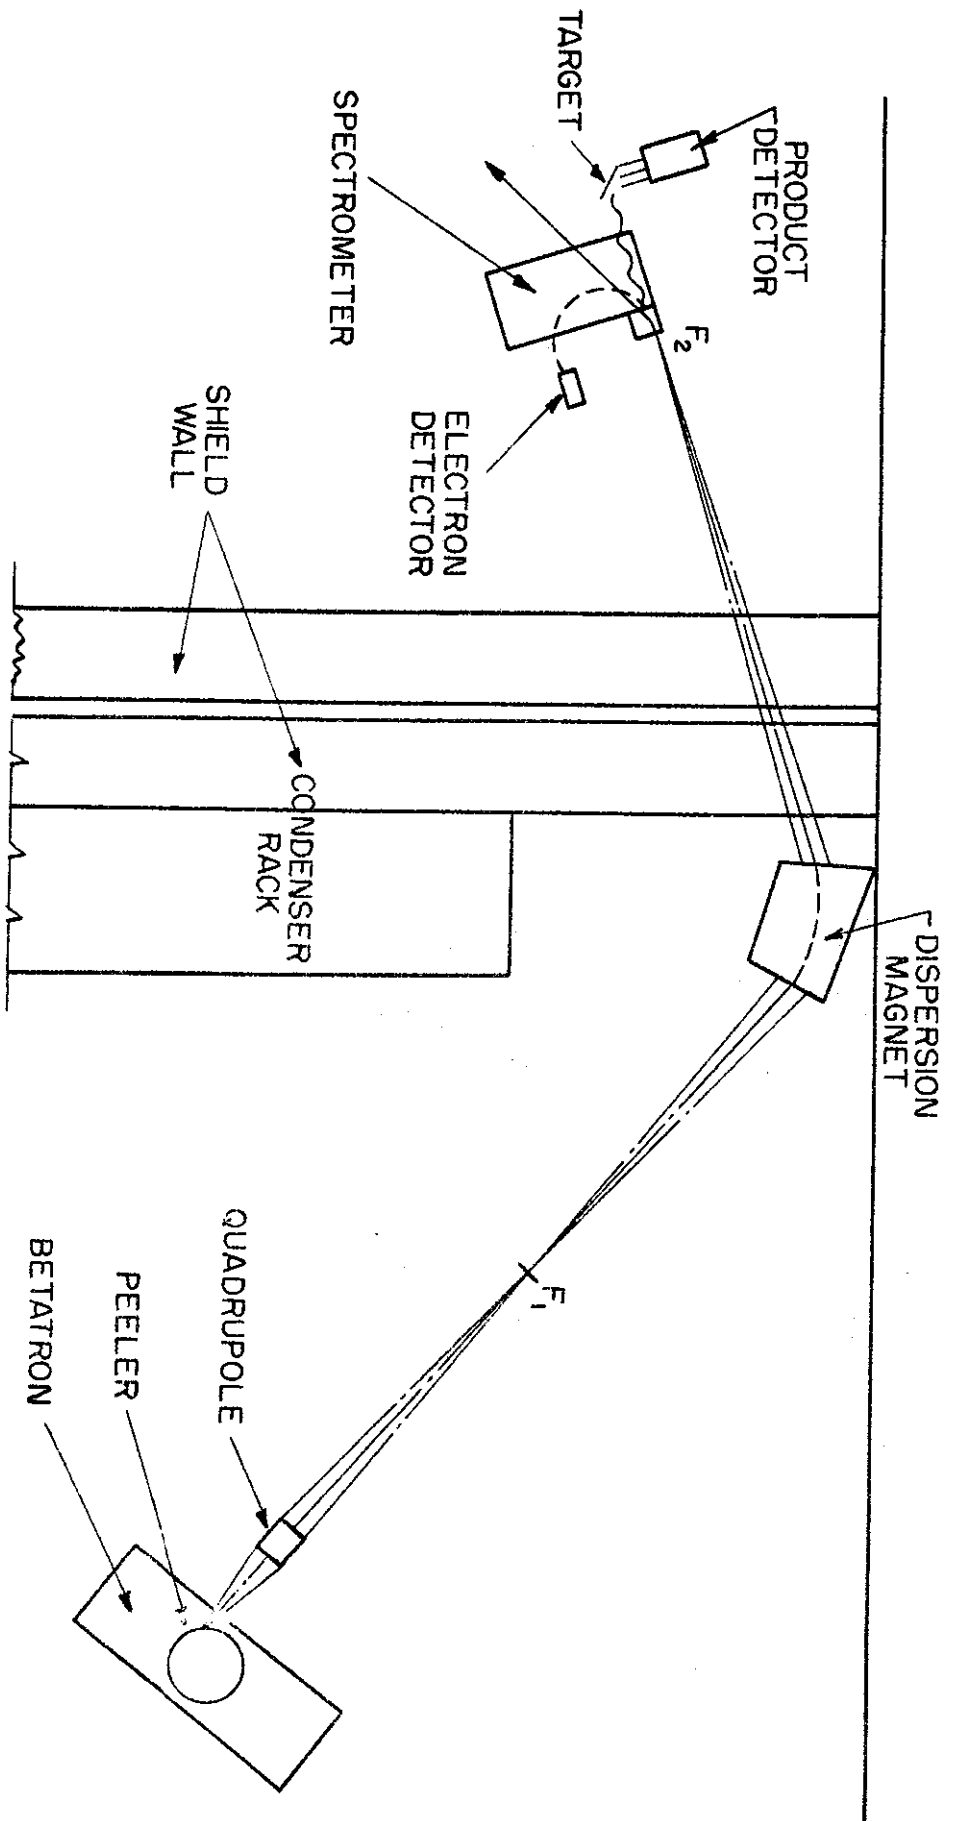 TARGET
PRODUCT
DETECTOR
SPECTROMETER
F2
ELECTRON
DETECTOR
SHIELD
WALL
CONDENSER
RACK
DISPERSION
MAGNET
F1
QUADRUPOLE
PEELER
BETATRON